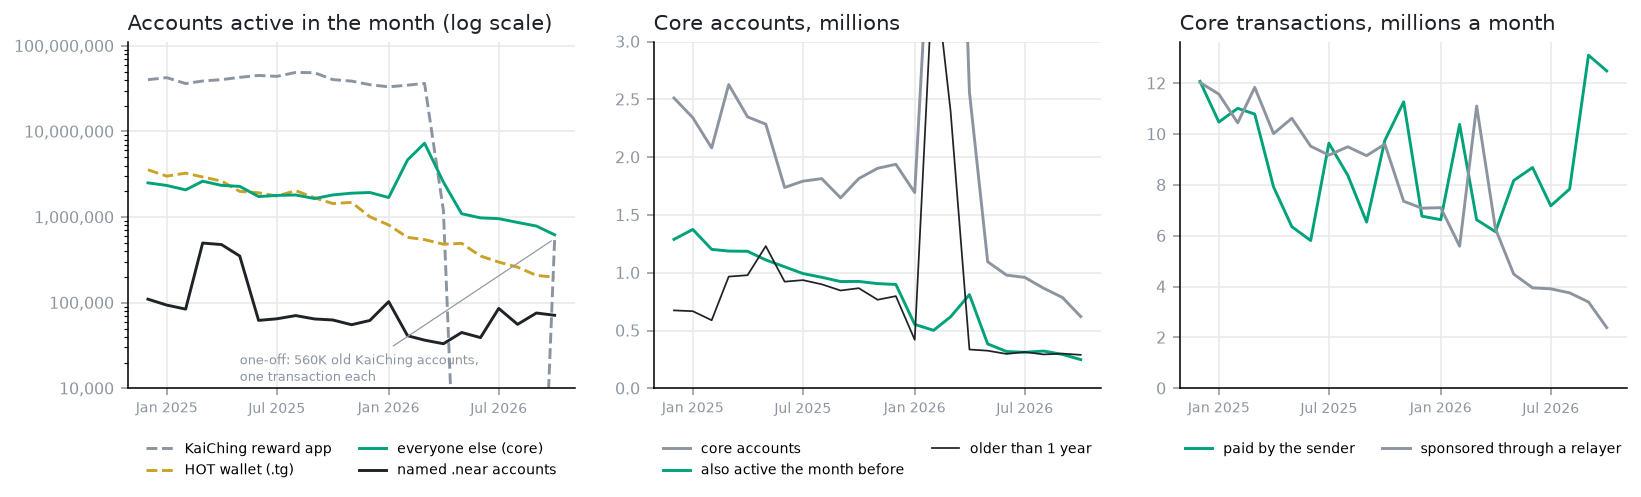 Accounts active in the month (log scale)
100,000,000
10,000,000
1,000,000
100,000
10,000
one-off: 560K old KaiChing accounts,
one transaction each
Jan 2025
Jul 2025
Jan 2026
Jul 2026
KaiChing reward app
everyone else (core)
HOT wallet (.tg)
named .near accounts
Core accounts, millions
3.0
2.5
2.0
1.5
1.0
0.5
0.0
Jan 2025
Jul 2025
Jan 2026
Jul 2026
core accounts
older than 1 year
also active the month before
Core transactions, millions a month
12
10
8
6
4
2
0
Jan 2025
Jul 2025
Jan 2026
Jul 2026
paid by the sender
sponsored through a relayer